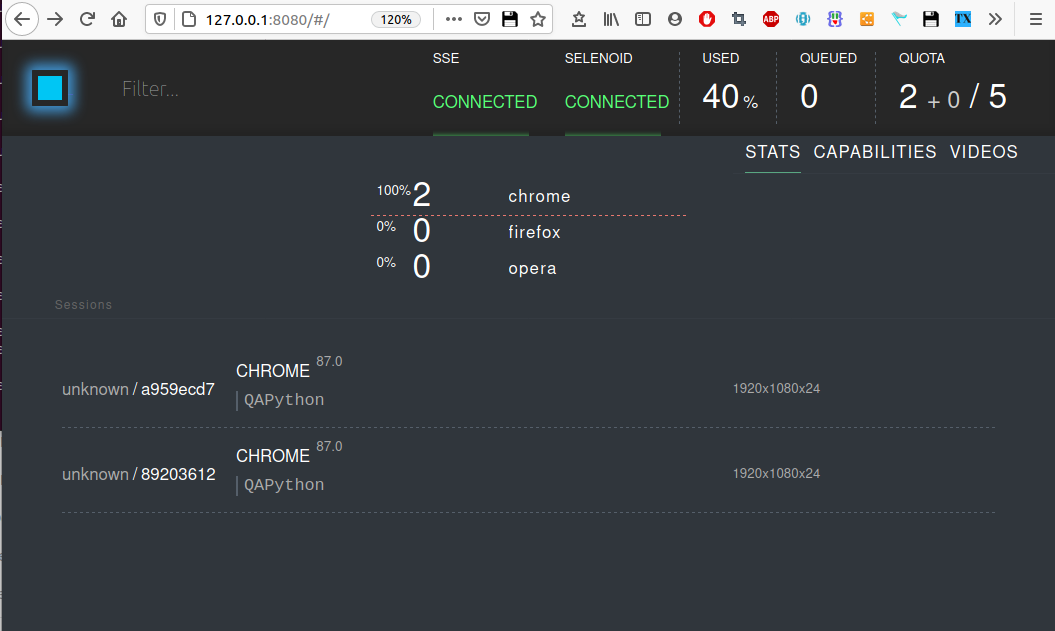 127.0.0.1:8080/#/ 120%
ABP TX
Filter...
SSE SELENOID USED QUEUED QUOTA
CONNECTED CONNECTED 40 % 0 2 + 0 / 5
STATS CAPABILITIES VIDEOS
100% 2 chrome
0% 0 firefox
0% 0 opera
Sessions
unknown / a959ecd7 CHROME 87.0 1920x1080x24
QAPython
unknown / 89203612 CHROME 87.0 1920x1080x24
QAPython